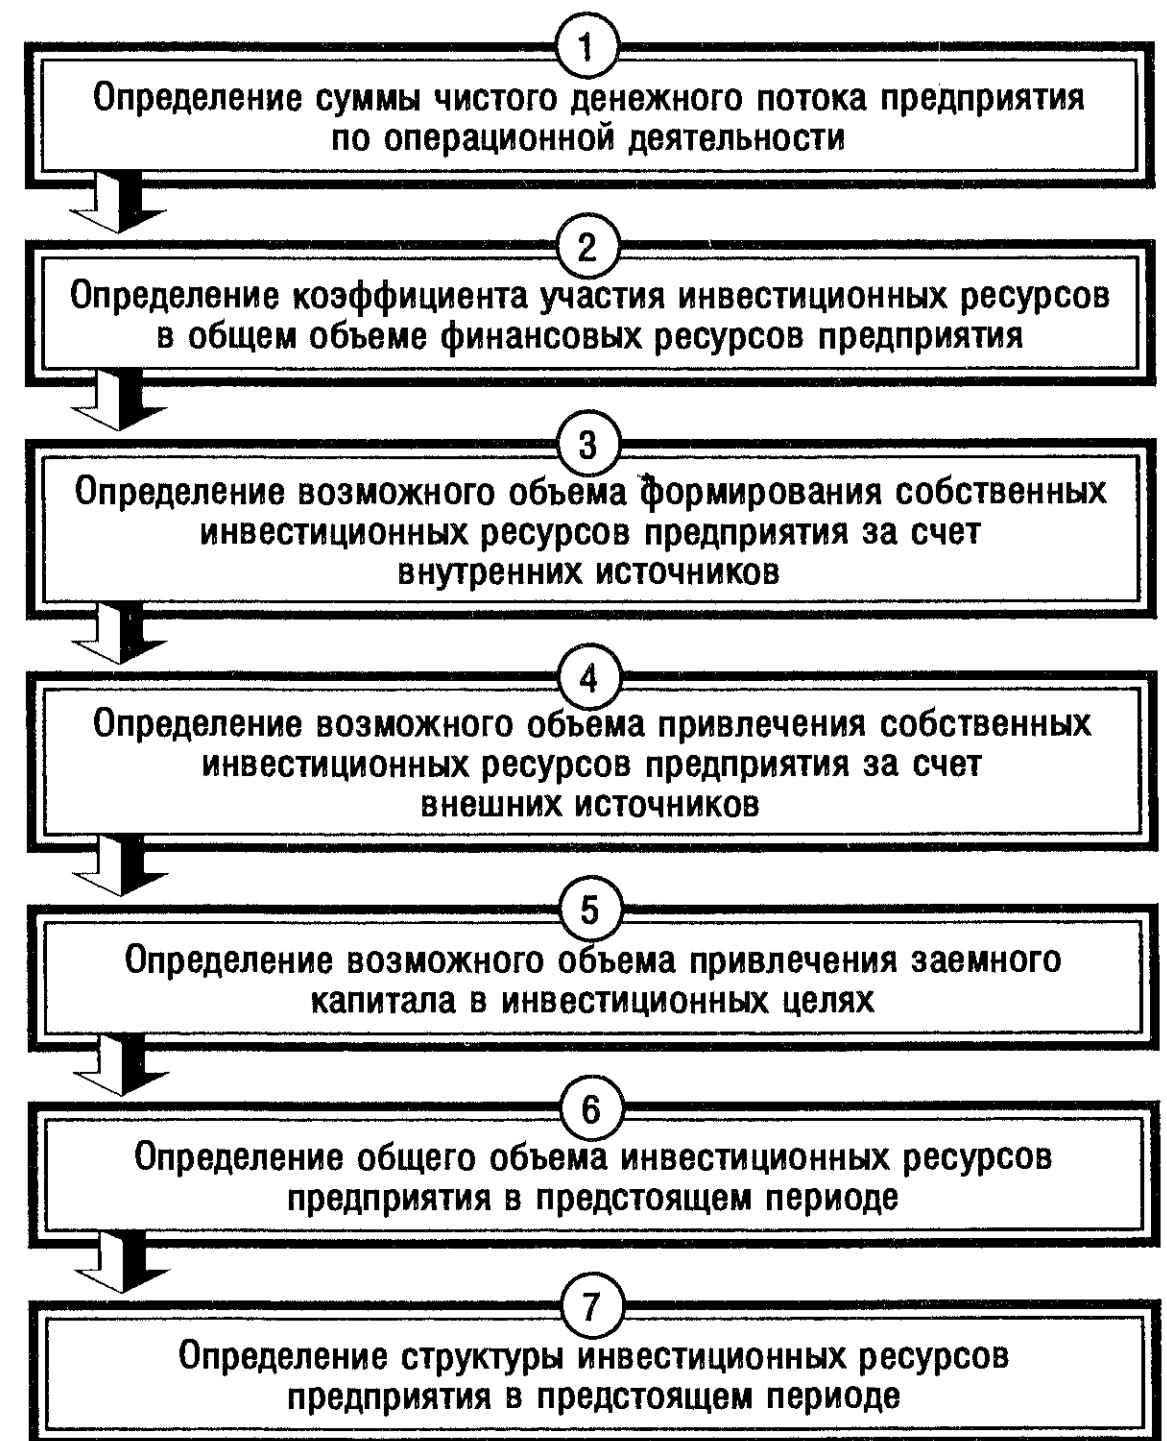 1
Определение суммы чистого денежного потока предприятия
по операционной деятельности
2
Определение коэффициента участия инвестиционных ресурсов
в общем объеме финансовых ресурсов предприятия
3
Определение возможного объема формирования собственных
инвестиционных ресурсов предприятия за счет
внутренних источников
4
Определение возможного объема привлечения собственных
инвестиционных ресурсов предприятия за счет
внешних источников
5
Определение возможного объема привлечения заемного
капитала в инвестиционных целях
6
Определение общего объема инвестиционных ресурсов
предприятия в предстоящем периоде
7
Определение структуры инвестиционных ресурсов
предприятия в предстоящем периоде